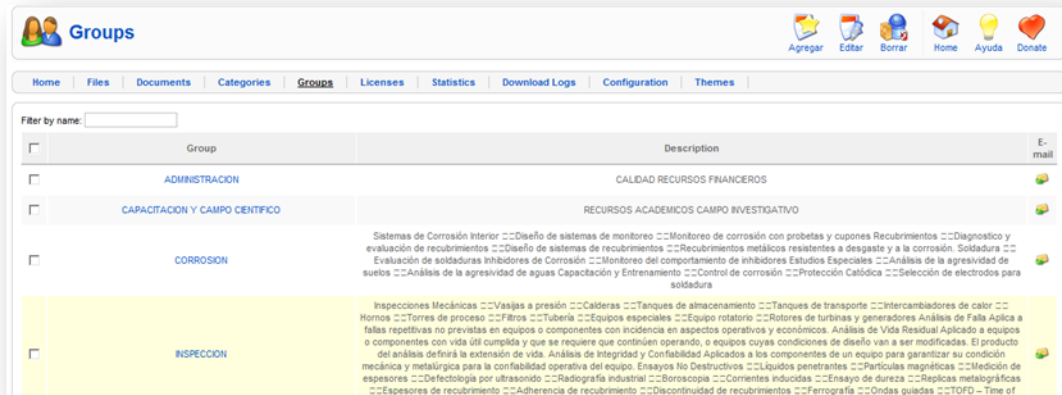 Groups
Agregar Editar Borrar Home Ayuda Donate
Home Files Documents Categories Groups Licenses Statistics Download Logs Configuration Themes
Filter by name:
Group Description E-mail
ADMINISTRACION CALIDAD RECURSOS FINANCIEROS
CAPACITACION Y CAMPO CIENTIFICO RECURSOS ACADEMICOS CAMPO INVESTIGATIVO
CORROSION
Sistemas de Corrosión Interior □□Diseño de sistemas de monitoreo □□Monitoreo de corrosión con probetas y cupones Recubrimientos □□Diagnostico y
evaluación de recubrimientos □□Diseño de sistemas de recubrimientos □□Recubrimientos metálicos resistentes a desgaste y a la corrosión. Soldadura □□
Evaluación de soldaduras Inhibidores de Corrosión □□Monitoreo del comportamiento de inhibidores Estudios Especiales □□Análisis de la agresividad de
suelos □□Análisis de la agresividad de aguas Capacitación y Entrenamiento □□Control de corrosión □□Protección Catódica □□Selección de electrodos para
soldadura
INSPECCION
Inspecciones Mecánicas □□Vasijas a presión □□Calderas □□Tanques de almacenamiento □□Tanques de transporte □□Intercambiadores de calor □□
Hornos □□Torres de proceso □□Filtros □□Tubería □□Equipos especiales □□Equipo rotatorio □□Rotores de turbinas y generadores Análisis de Falla Aplica a
fallas repetitivas no previstas en equipos o componentes con incidencia en aspectos operativos y económicos. Análisis de Vida Residual Aplicado a equipos
o componentes con vida útil cumplida y que se requiere que continúen operando, o equipos cuyas condiciones de diseño van a ser modificadas. El producto
del análisis definirá la extensión de vida. Análisis de Integridad y Confiabilidad Aplicados a los componentes de un equipo para garantizar su condición
mecánica y metalúrgica para la confiabilidad operativa del equipo. Ensayos No Destructivos □□Líquidos penetrantes □□Partículas magnéticas □□Medición de
espesores □□Defectología por ultrasonido □□Radiografía industrial □□Boroscopia □□Corrientes inducidas □□Ensayo de dureza □□Replicas metalográficas
□□Espesores de recubrimiento □□Adherencia de recubrimiento □□Discontinuidad de recubrimientos □□Ferrografía □□Ondas guiadas □□TOFD – Time of